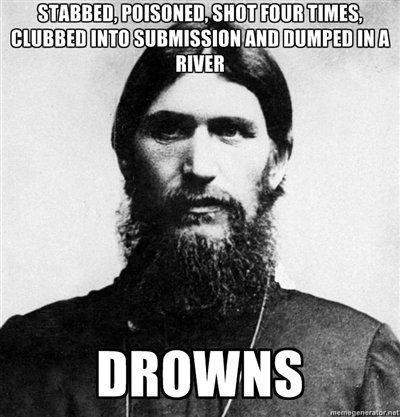 STABBED, POISONED, SHOT FOUR TIMES,
CLUBBED INTO SUBMISSION AND DUMPED IN A
RIVER
DROWNS
memegenerator.net